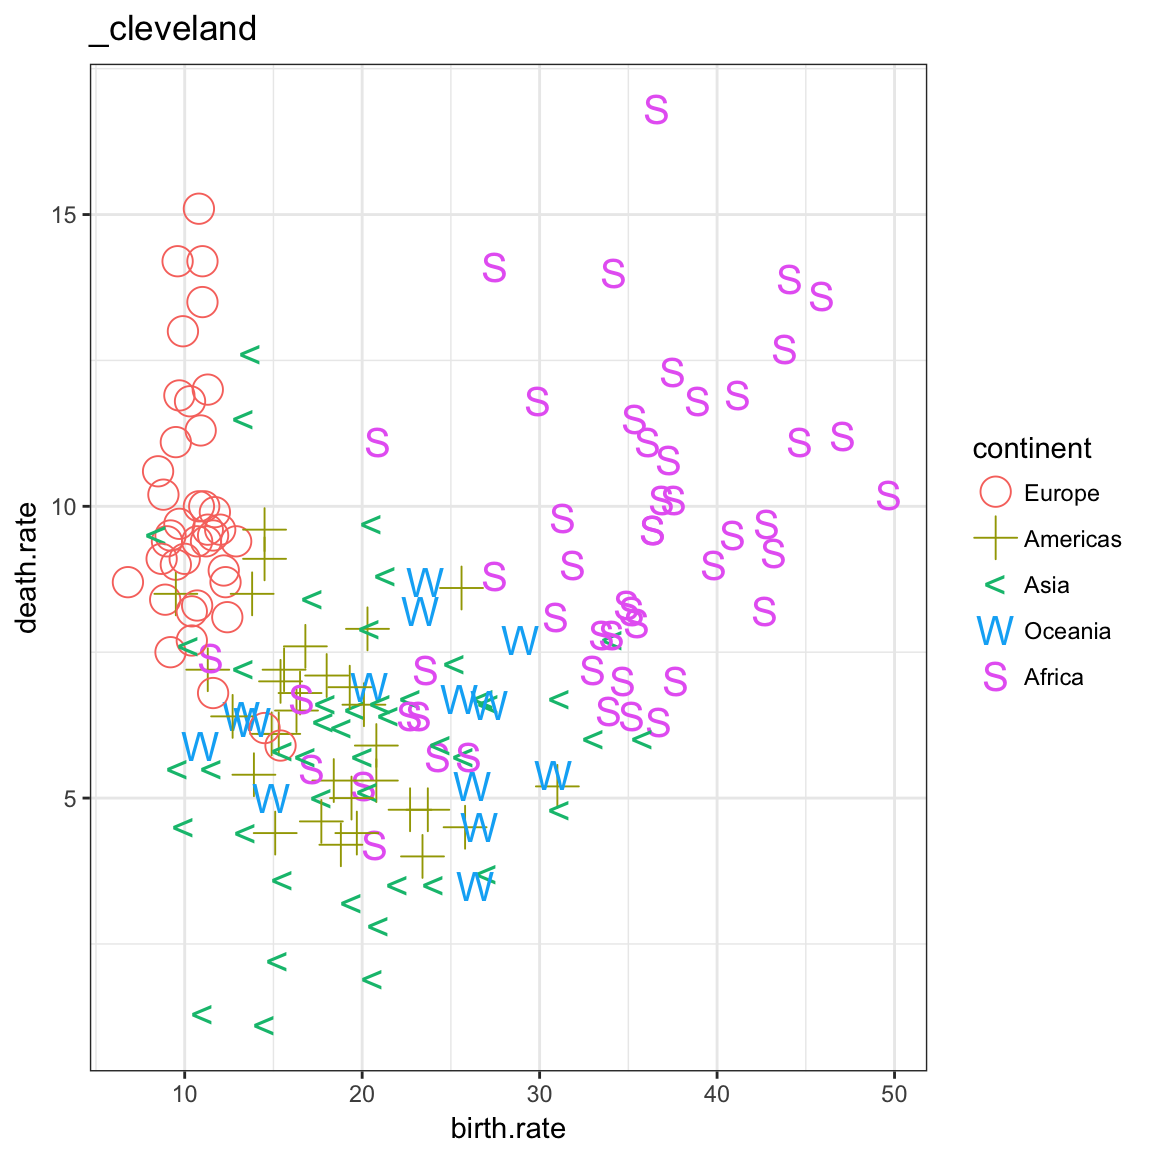 _cleveland
15
10
5
death.rate
10 20 30 40 50
birth.rate
continent
Europe
Americas
< Asia
W Oceania
S Africa